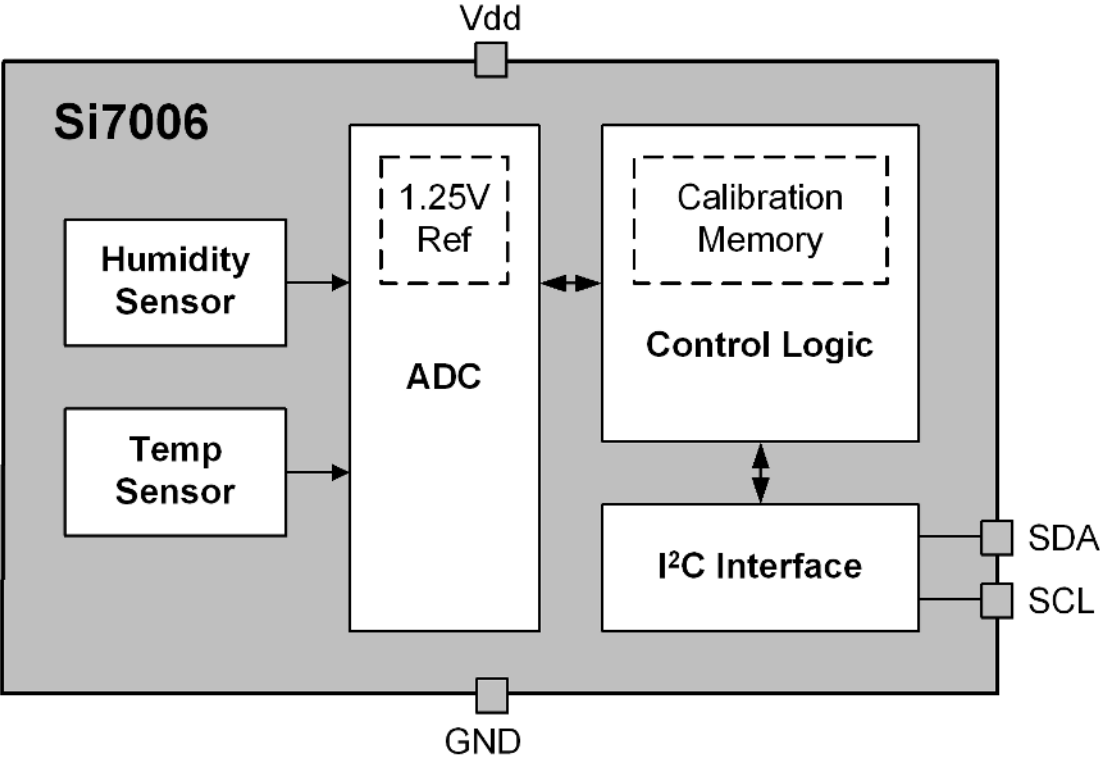 Vdd
Si7006
1.25V
Ref
Calibration
Memory
Humidity
Sensor
Control Logic
ADC
Temp
Sensor
I²C Interface
SDA
SCL
GND